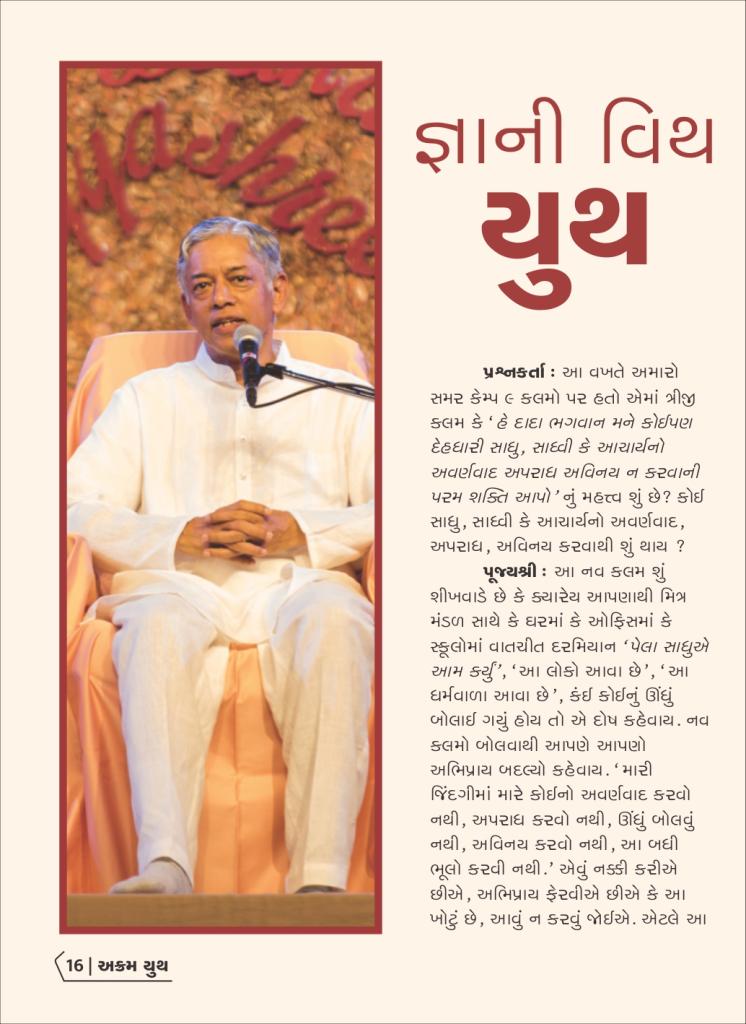 Mashree
જ્ઞાની વિથ
યુથ
પ્રશ્નકર્તા : આ વખતે અમારો
સમર કેમ્પ ૯ કલમો પર હતો એમાં ત્રીજી
કલમ કે ‘હે દાદા ભગવાન મને કોઈપણ
દેહધારી સાધુ, સાધ્વી કે આચાર્યનો
અવર્ણવાદ અપરાધ અવિનય ન કરવાની
પરમ શક્તિ આપો’નું મહત્ત્વ શું છે? કોઈ
સાધુ, સાધ્વી કે આચાર્યનો અવર્ણવાદ,
અપરાધ, અવિનય કરવાથી શું થાય ?
પૂજ્યશ્રી : આ નવ કલમ શું
શીખવાડે છે કે ક્યારેય આપણાથી મિત્ર
મંડળ સાથે કે ઘરમાં કે ઓફિસમાં કે
સ્કૂલોમાં વાતચીત દરમિયાન ‘પેલા સાધુએ
આમ કર્યું’, ‘આ લોકો આવા છે’, ‘આ
ધર્મવાળા આવા છે’, કંઈ કોઈનું ઊંધું
બોલાઈ ગયું હોય તો એ દોષ કહેવાય. નવ
કલમો બોલવાથી આપણે આપણો
અભિપ્રાય બદલ્યો કહેવાય. ‘મારી
જિંદગીમાં મારે કોઈનો અવર્ણવાદ કરવો
નથી, અપરાધ કરવો નથી, ઊંધું બોલવું
નથી, અવિનય કરવો નથી, આ બધી
ભૂલો કરવી નથી.’ એવું નક્કી કરીએ
છીએ, અભિપ્રાય ફેરવીએ છીએ કે આ
ખોટું છે, આવું ન કરવું જોઈએ. એટલે આ
16 | અક્રમ યુથ